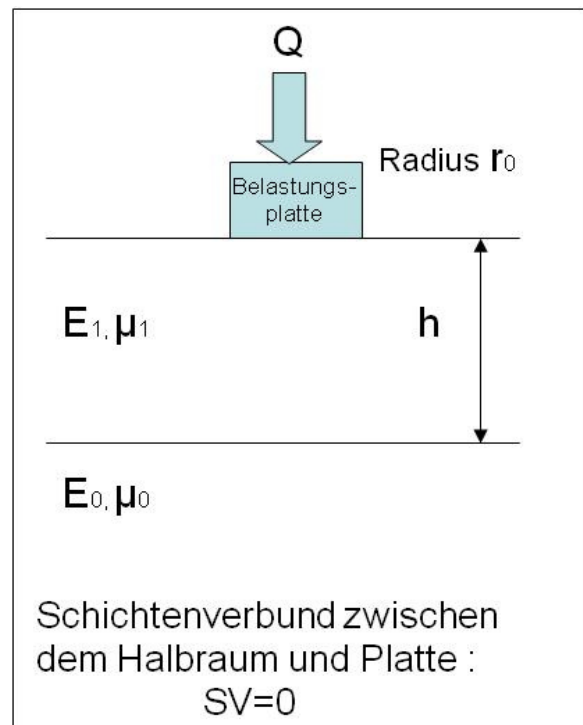 Q
Radius r₀
Belastungs-
platte
E₁, μ₁
h
E₀, μ₀
Schichtenverbund zwischen
dem Halbraum und Platte :
SV=0